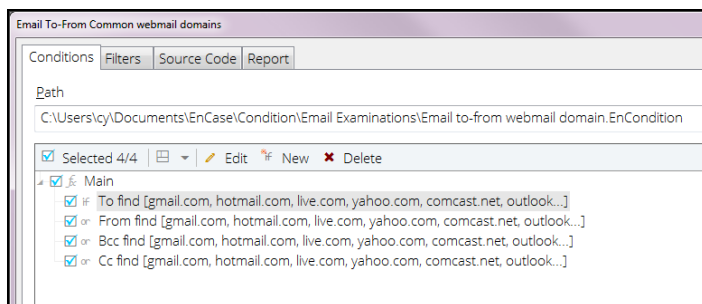 Email To-From Common webmail domains
Conditions Filters Source Code Report
Path
C:\Users\cy\Documents\EnCase\Condition\Email Examinations\Email to-from webmail domain.EnCondition
Selected 4/4 Edit if New Delete
fx Main
if To find [gmail.com, hotmail.com, live.com, yahoo.com, comcast.net, outlook...]
or From find [gmail.com, hotmail.com, live.com, yahoo.com, comcast.net, outlook...]
or Bcc find [gmail.com, hotmail.com, live.com, yahoo.com, comcast.net, outlook...]
or Cc find [gmail.com, hotmail.com, live.com, yahoo.com, comcast.net, outlook...]